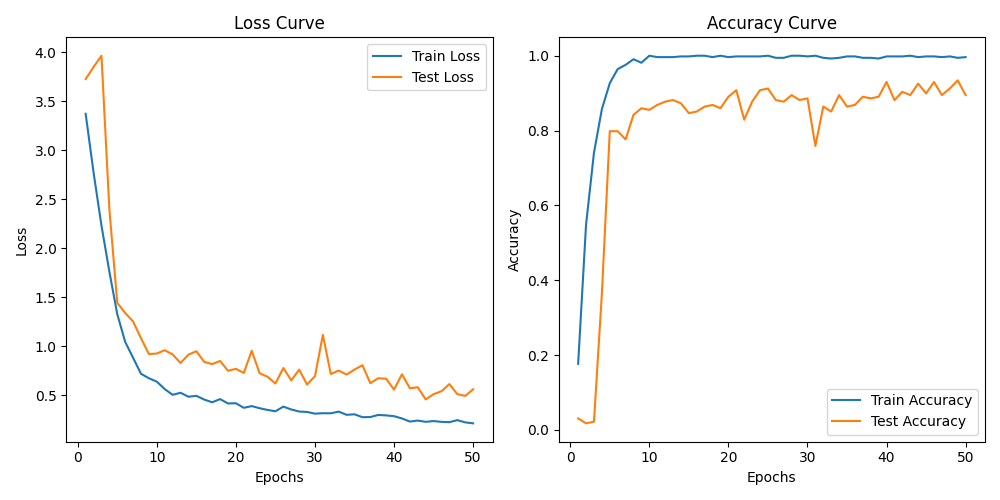 Loss Curve
4.0
3.5
3.0
2.5
2.0
1.5
1.0
0.5
Loss
0 10 20 30 40 50
Epochs
Train Loss
Test Loss
Accuracy Curve
1.0
0.8
0.6
0.4
0.2
0.0
Accuracy
0 10 20 30 40 50
Epochs
Train Accuracy
Test Accuracy